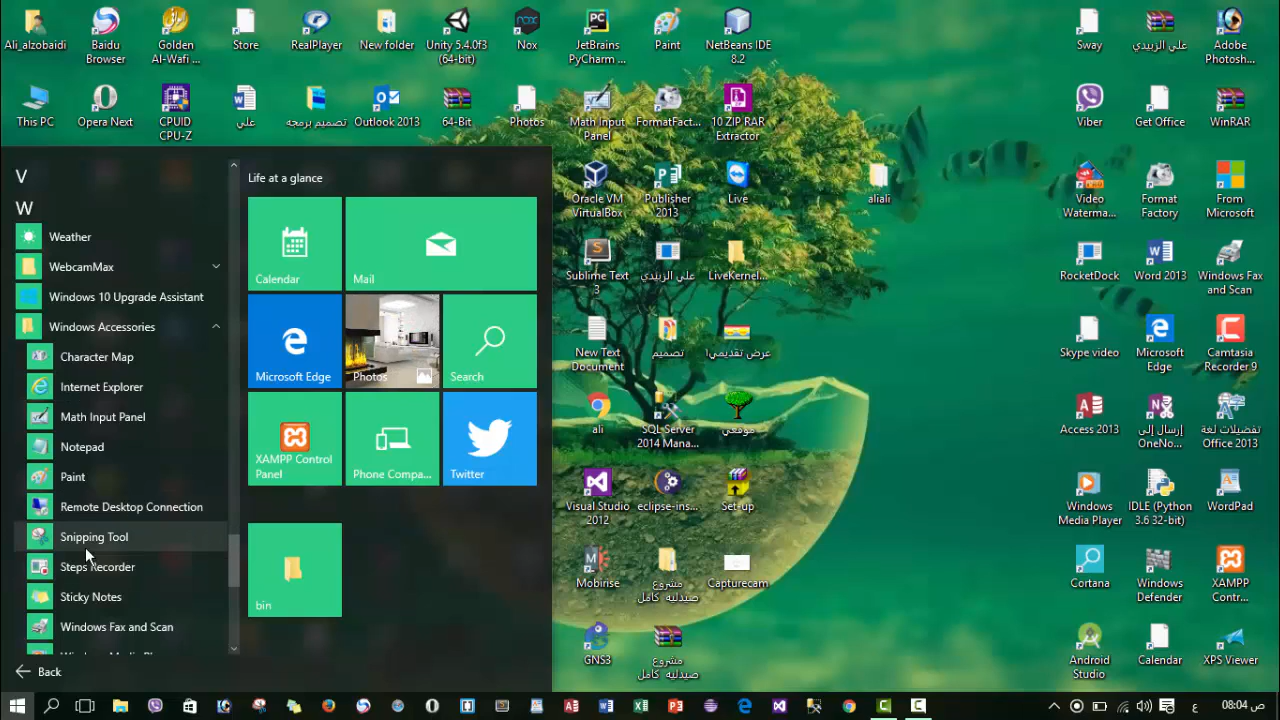 Ali_alzobaidi
Baidu
Browser
Golden
Al-Wafi ...
Store
RealPlayer
New folder
Unity 5.4.0f3
(64-bit)
Nox
JetBrains
PyCharm ...
Paint
NetBeans IDE
8.2
Sway
علي الزبيدي
Adobe
Photosh...
This PC
Opera Next
CPUID
CPU-Z
علي
تصميم برمجه
Outlook 2013
64-Bit
Photos
Math Input
Panel
FormatFact...
10 ZIP RAR
Extractor
Viber
Get Office
WinRAR
Oracle VM
VirtualBox
Publisher
2013
Live
aliali
Video
Waterma...
Format
Factory
From
Microsoft
Sublime Text
3
علي الزبيدي
LiveKernel...
RocketDock
Word 2013
Windows Fax
and Scan
New Text
Document
تصميم
عرض تقديمي1
Skype video
Microsoft
Edge
Camtasia
Recorder 9
ali
SQL Server
2014 Mana...
موقعي
Access 2013
إرسال إلى
OneNo...
تفضيلات لغة
Office 2013
Visual Studio
2012
eclipse-ins...
Set-up
Windows
Media Player
IDLE (Python
3.6 32-bit)
WordPad
Mobirise
مشروع
صيدليه كامل
Capturecam
Cortana
Windows
Defender
XAMPP
Contr...
GNS3
مشروع
صيدليه كامل
Android
Studio
Calendar
XPS Viewer
V
W
Weather
WebcamMax
Windows 10 Upgrade Assistant
Windows Accessories
Character Map
Internet Explorer
Math Input Panel
Notepad
Paint
Remote Desktop Connection
Snipping Tool
Steps Recorder
Sticky Notes
Windows Fax and Scan
Back
Life at a glance
Calendar
Mail
Microsoft Edge
Photos
Search
XAMPP Control
Panel
Phone Compa...
Twitter
bin
ع
08:04 ص